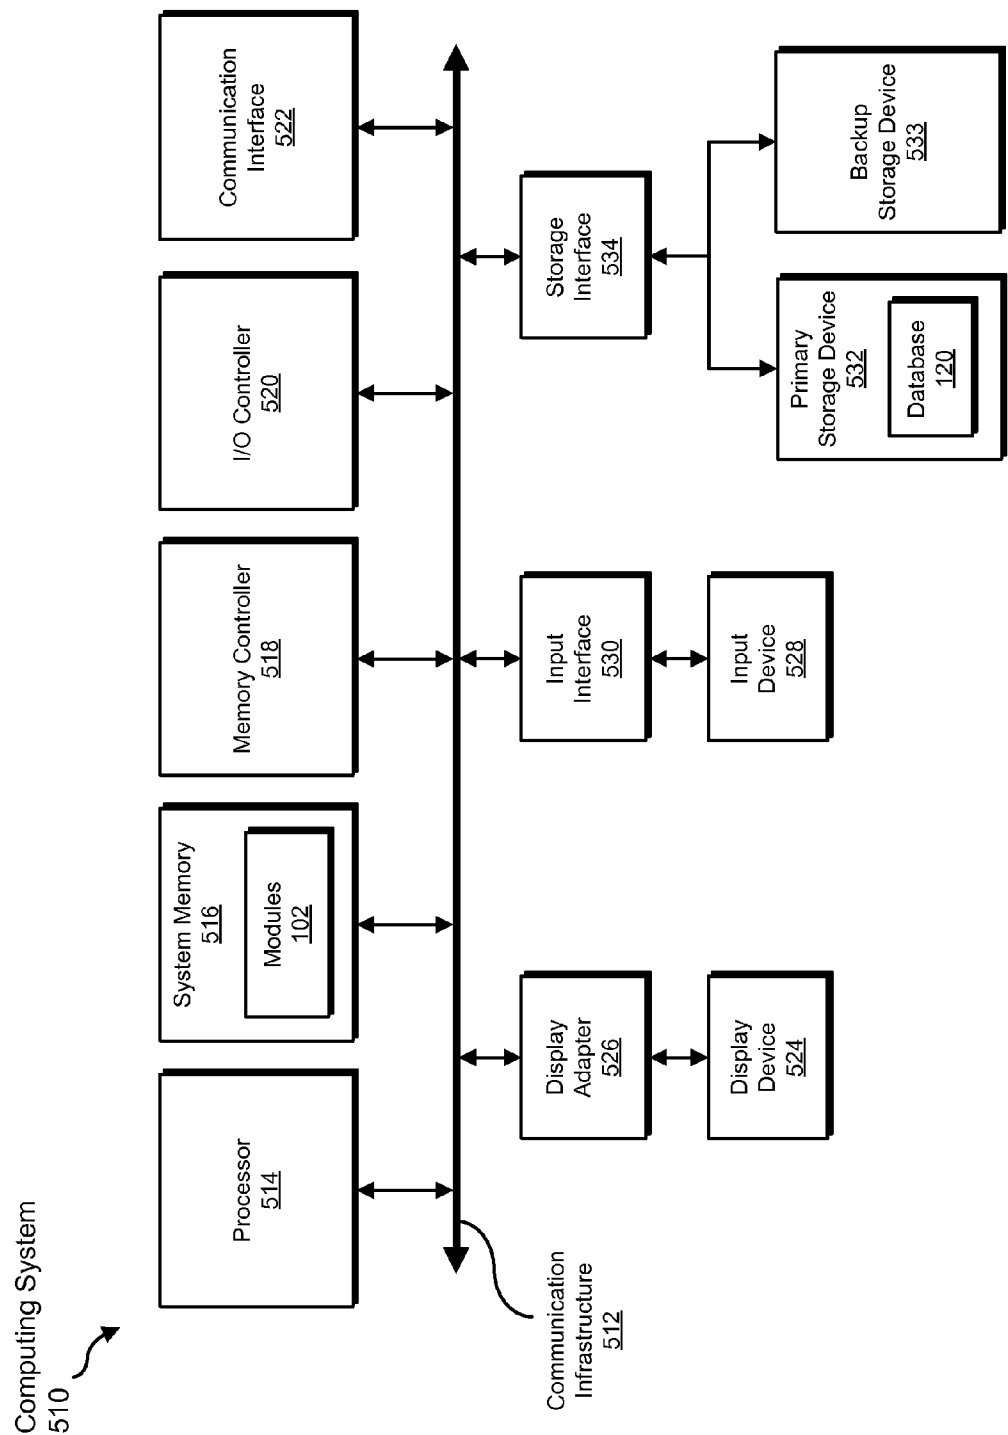 Computing System
510
Processor
514
System Memory
516
Modules
102
Memory Controller
518
I/O Controller
520
Communication
Interface
522
Communication
Infrastructure
512
Display
Adapter
526
Input
Interface
530
Storage
Interface
534
Display
Device
524
Input
Device
528
Primary
Storage Device
532
Database
120
Backup
Storage Device
533